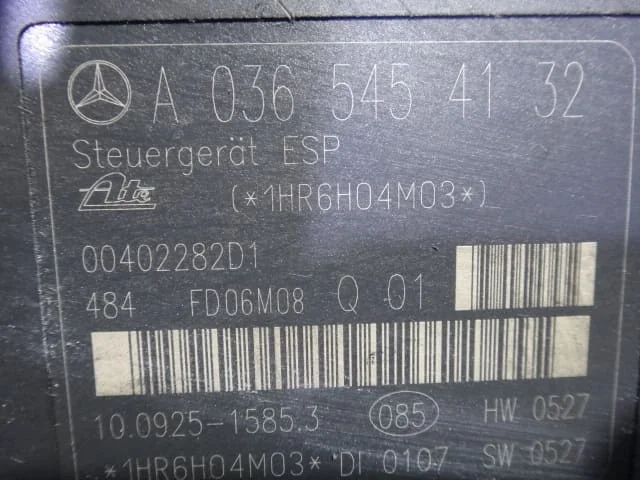 A 036 545 41 32
Steuergerät ESP
Ate (*1HR6H04M03*)
00402282D1
484 FD06M08 Q 01
10.0925-1585.3 085 HW 0527
*1HR6H04M03* DI 0107 SW 0527